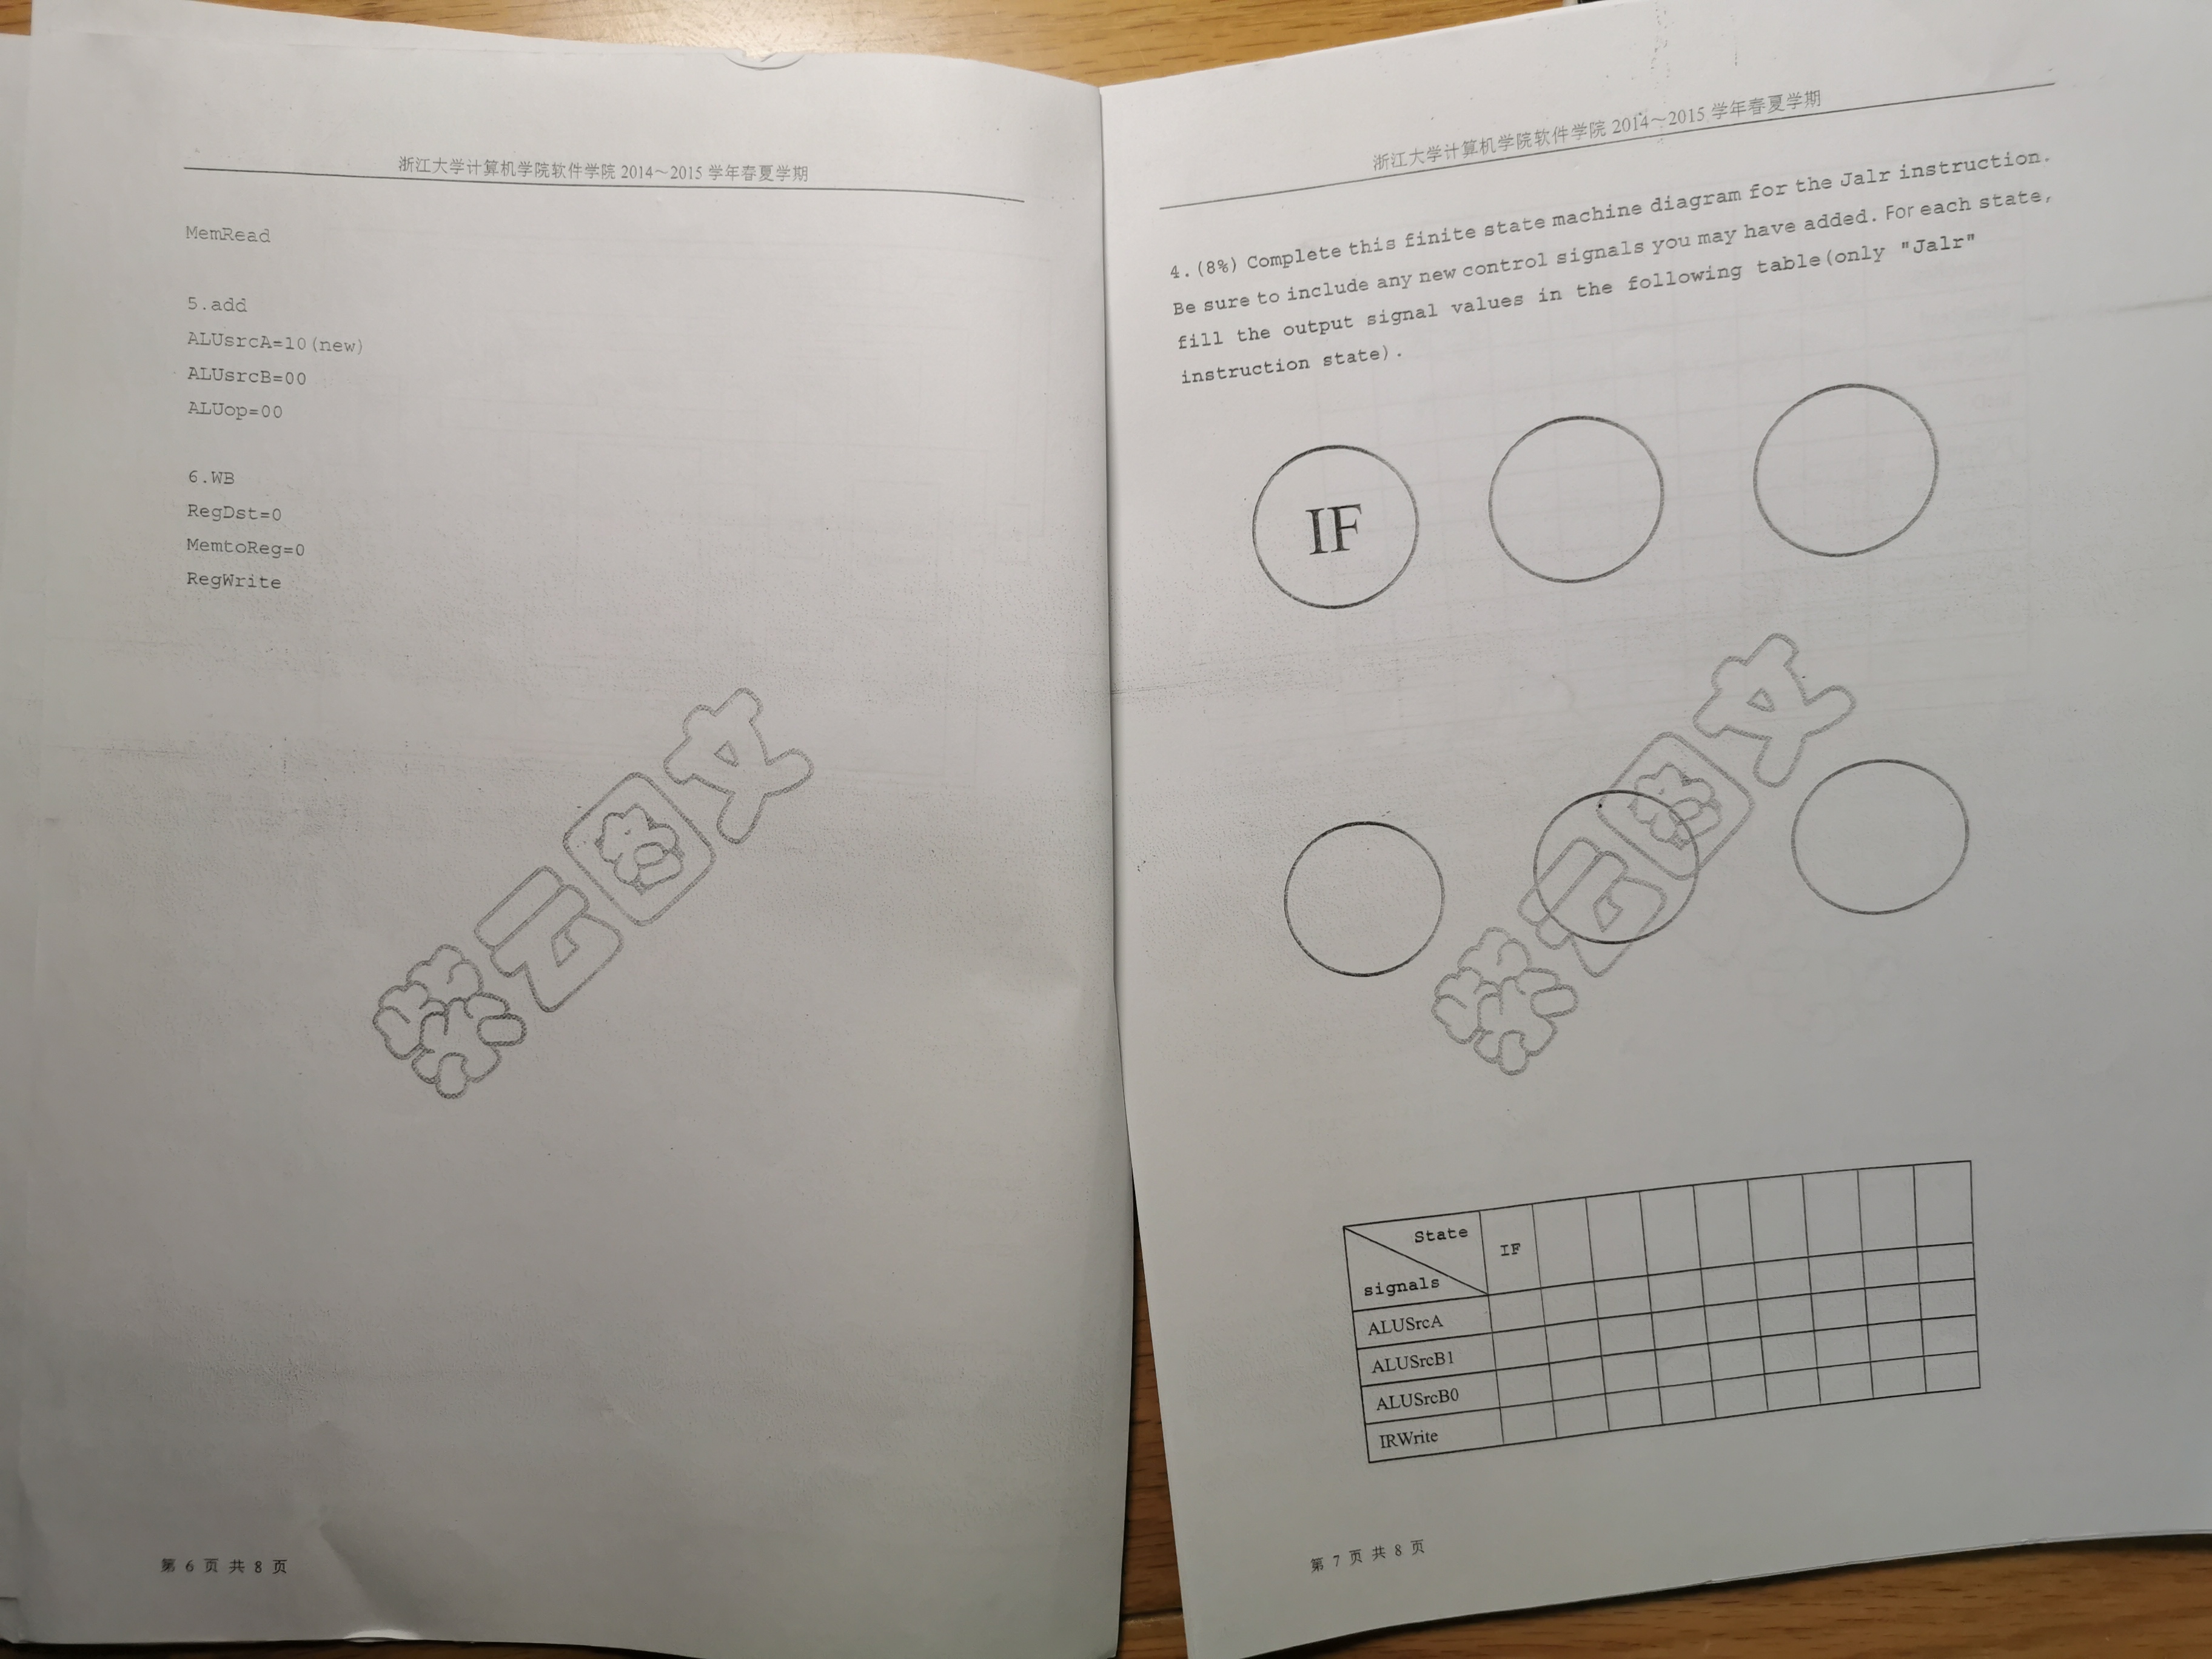 浙江大学计算机学院软件学院 2014～2015 学年春夏学期
MemRead
5.add
ALUsrcA=10(new)
ALUsrcB=00
ALUop=00
6.WB
RegDst=0
MemtoReg=0
RegWrite
紫云图文
第 6 页 共 8 页
浙江大学计算机学院软件学院 2014～2015 学年春夏学期
4.(8%) Complete this finite state machine diagram for the Jalr instruction.
Be sure to include any new control signals you may have added. For each state,
fill the output signal values in the following table(only "Jalr"
instruction state).
IF
紫云图文
State
IF
signals
ALUSrcA
ALUSrcB1
ALUSrcB0
IRWrite
第 7 页 共 8 页